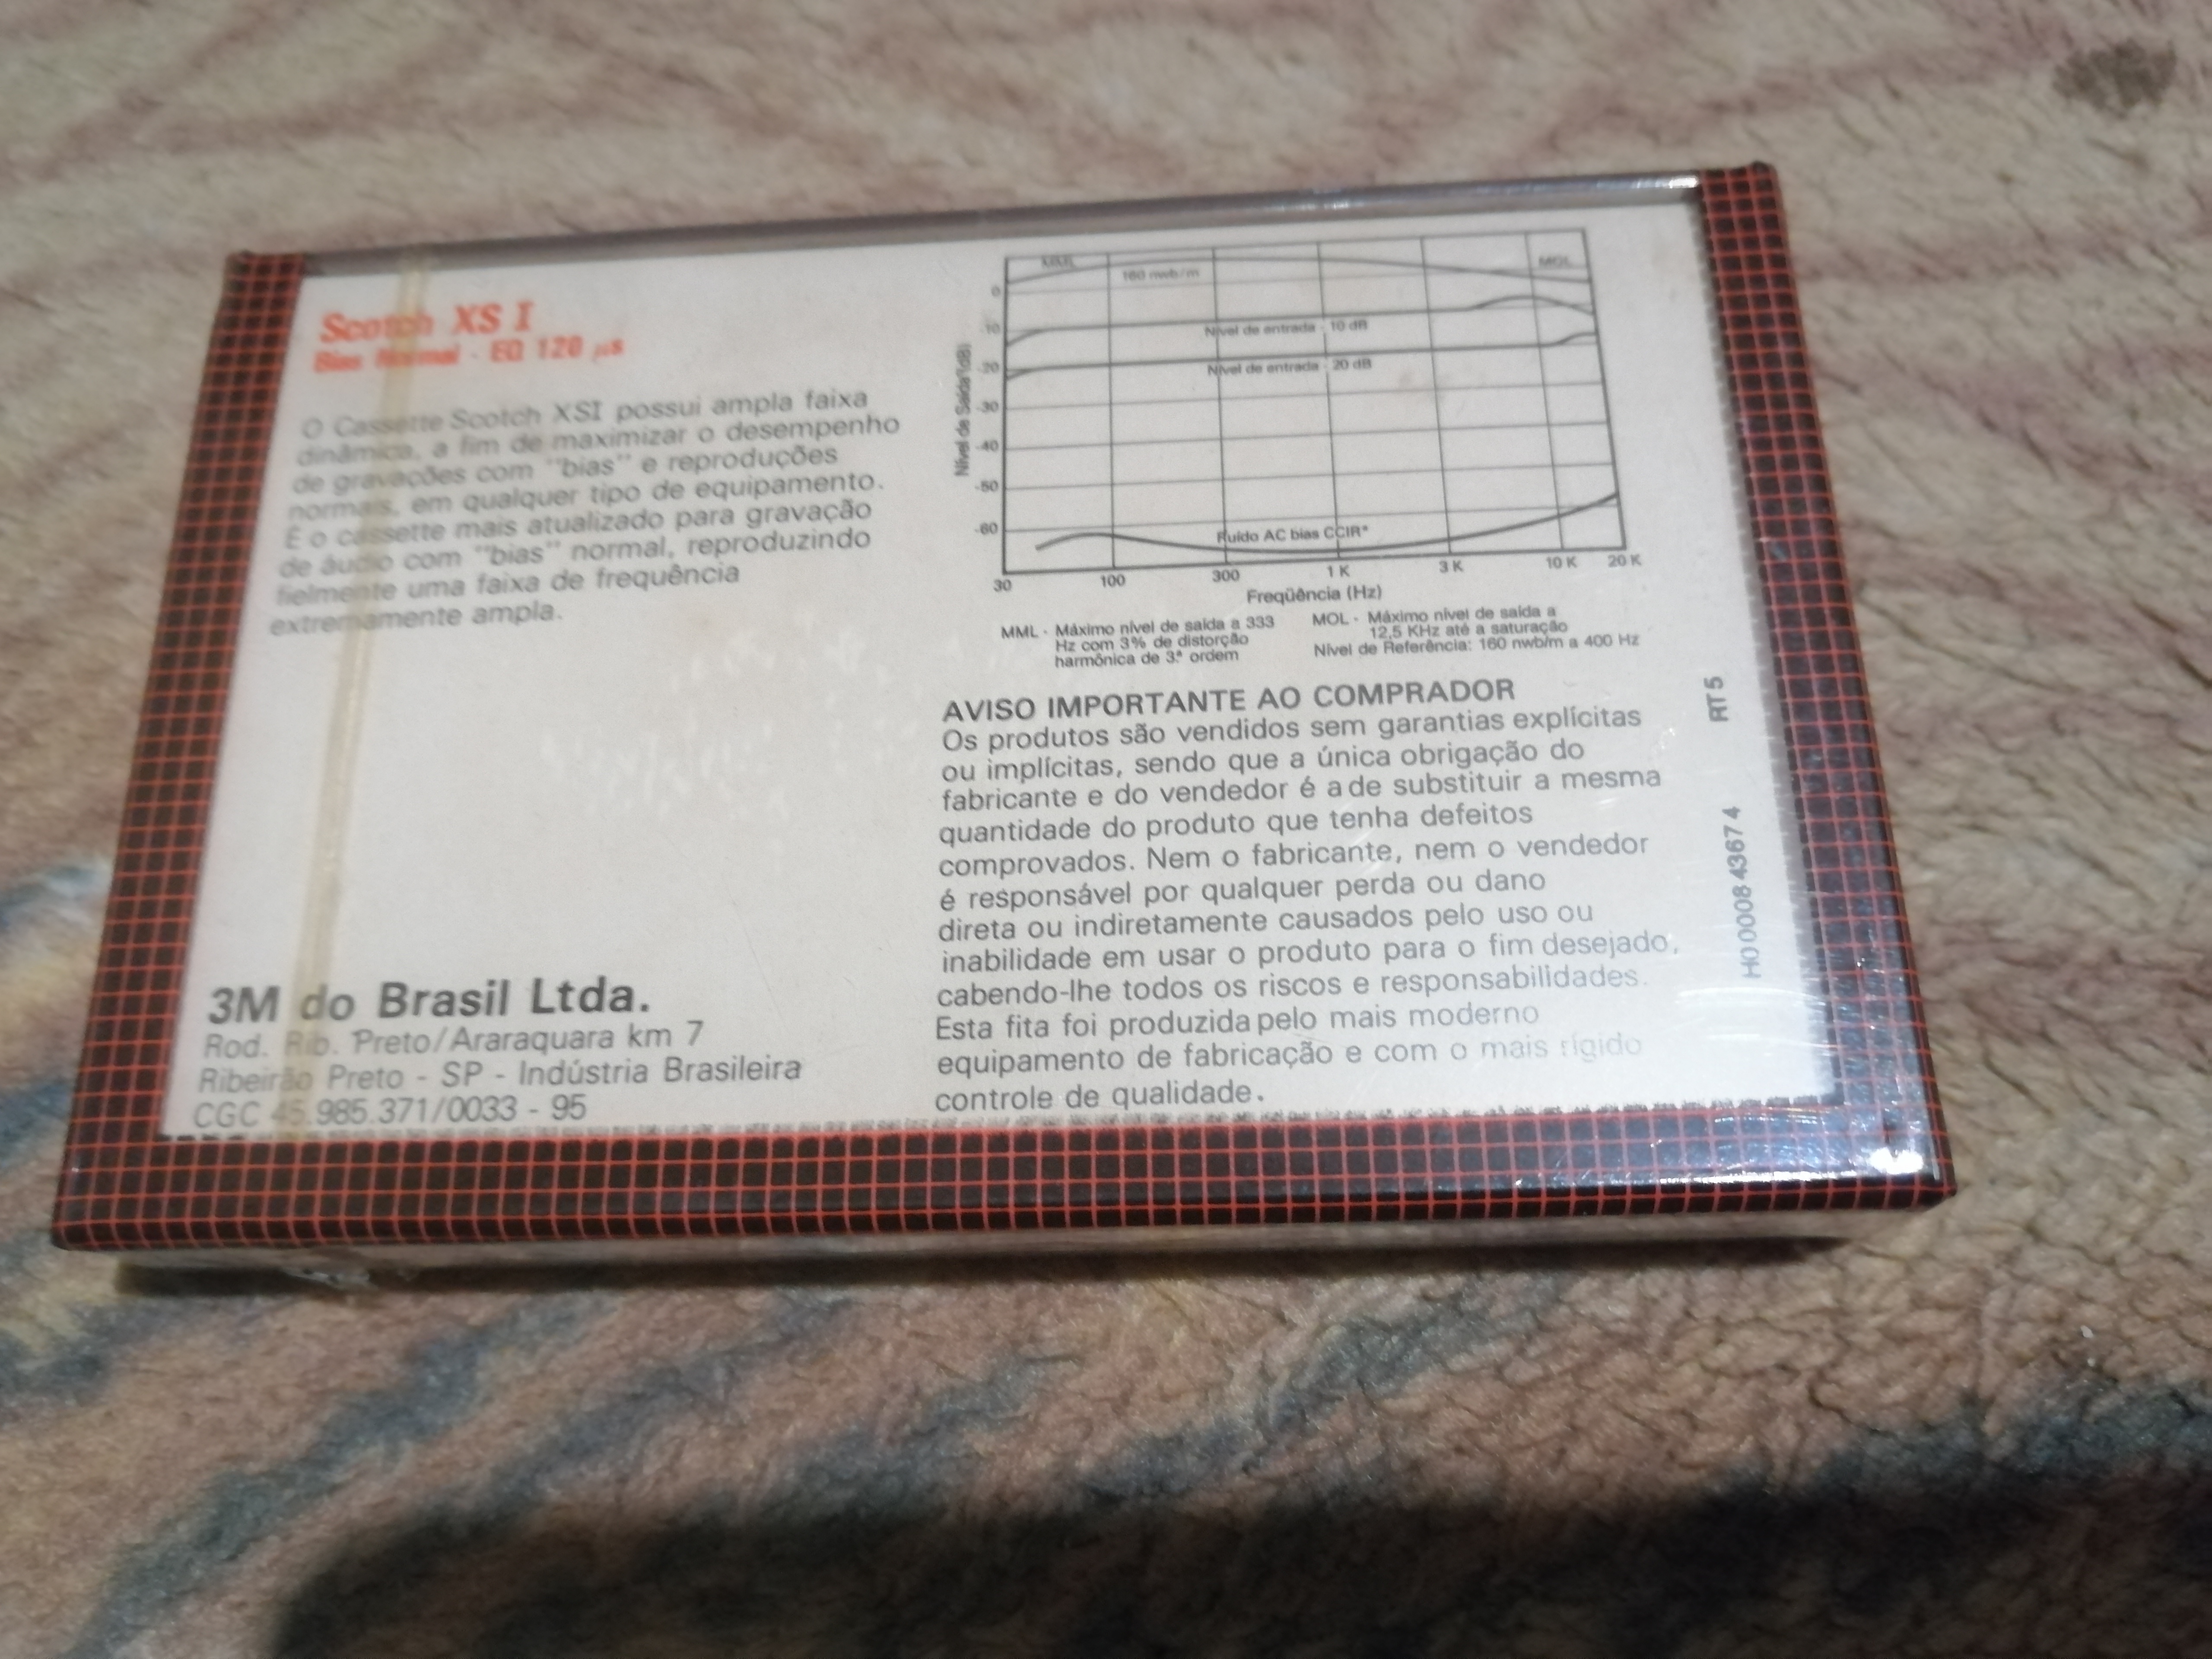 Scotch XS I
Bias Normal - EQ 120 µs
O Cassette Scotch XSI possui ampla faixa
dinâmica, a fim de maximizar o desempenho
de gravações com "bias" e reproduções
normais, em qualquer tipo de equipamento.
É o cassette mais atualizado para gravação
de áudio com "bias" normal, reproduzindo
fielmente uma faixa de frequência
extremamente ampla.
3M do Brasil Ltda.
Rod. Rib. Preto/Araraquara km 7
Ribeirão Preto - SP - Indústria Brasileira
CGC 45.985.371/0033 - 95
MML
160 nwb/m
MOL
Nível de entrada - 10 dB
Nível de entrada - 20 dB
Ruído AC bias CCIR*
Nível de Saída (dB)
0
-10
-20
-30
-40
-50
-60
30 100 300 1 K 3 K 10 K 20 K
Freqüência (Hz)
MML - Máximo nível de saída a 333
Hz com 3% de distorção
harmônica de 3.ª ordem
MOL - Máximo nível de saída a
12,5 KHz até a saturação
Nível de Referência: 160 nwb/m a 400 Hz
AVISO IMPORTANTE AO COMPRADOR
Os produtos são vendidos sem garantias explícitas
ou implícitas, sendo que a única obrigação do
fabricante e do vendedor é a de substituir a mesma
quantidade do produto que tenha defeitos
comprovados. Nem o fabricante, nem o vendedor
é responsável por qualquer perda ou dano
direta ou indiretamente causados pelo uso ou
inabilidade em usar o produto para o fim desejado,
cabendo-lhe todos os riscos e responsabilidades.
Esta fita foi produzida pelo mais moderno
equipamento de fabricação e com o mais rígido
controle de qualidade.
RT5
H0 0008 4367 4